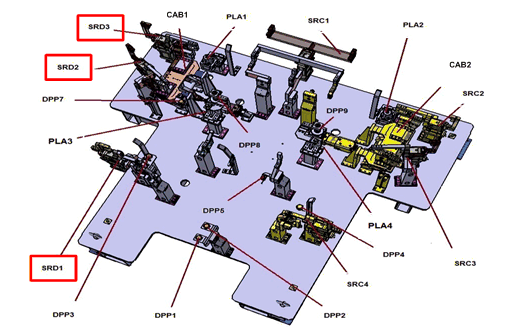 SRD3
CAB1
PLA1
SRC1
PLA2
SRD2
CAB2
DPP7
SRC2
DPP9
PLA3
DPP8
DPP5
PLA4
DPP4
SRC3
SRD1
SRC4
DPP3
DPP1
DPP2